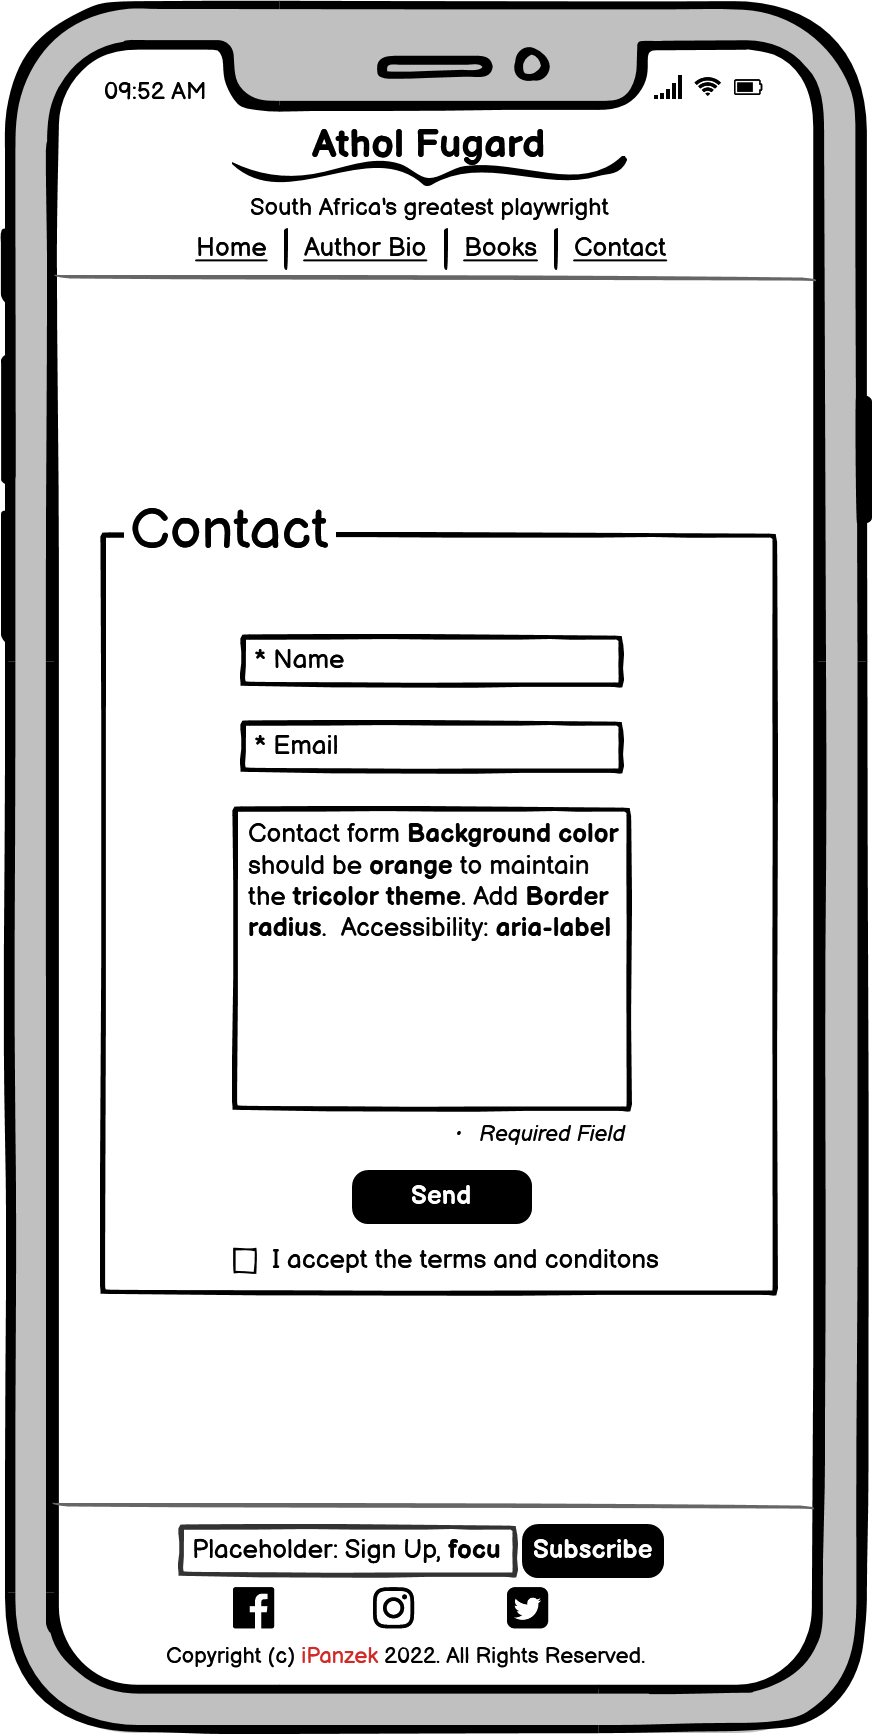 09:52 AM
Athol Fugard
South Africa's greatest playwright
Home | Author Bio | Books | Contact
Contact
* Name
* Email
Contact form Background color
should be orange to maintain
the tricolor theme. Add Border
radius. Accessibility: aria-label
· Required Field
Send
I accept the terms and conditons
Placeholder: Sign Up, focu
Subscribe
Copyright (c) iPanzek 2022. All Rights Reserved.